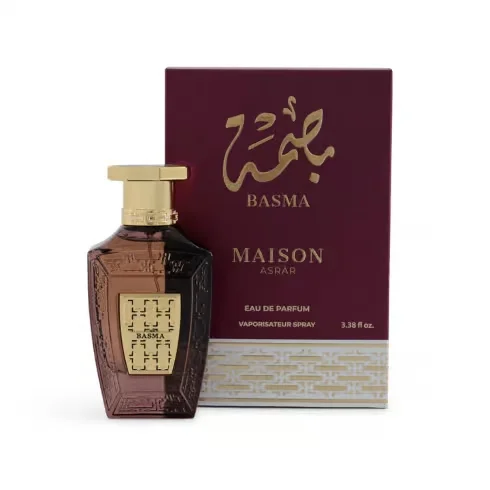 بصمة
BASMA
MAISON
ASRAR
EAU DE PARFUM
VAPORISATEUR SPRAY 3.38 fl oz.
BASMA